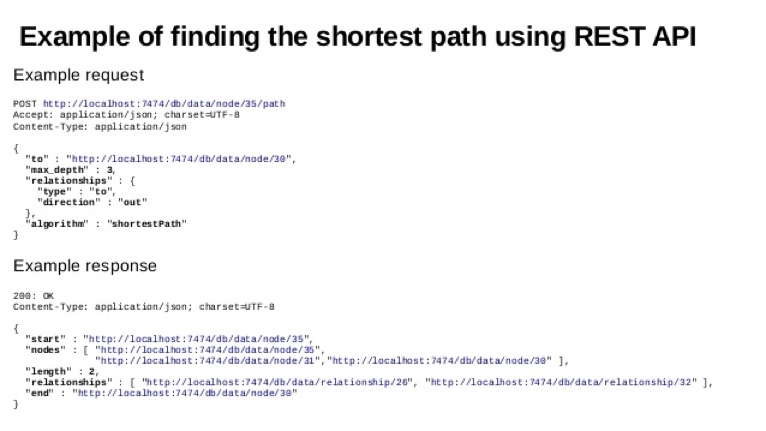 Example of finding the shortest path using REST API
Example request
POST http://localhost:7474/db/data/node/35/path
Accept: application/json; charset=UTF-8
Content-Type: application/json
{
"to" : "http://localhost:7474/db/data/node/30",
"max_depth" : 3,
"relationships" : {
"type" : "to",
"direction" : "out"
},
"algorithm" : "shortestPath"
}
Example response
200: OK
Content-Type: application/json; charset=UTF-8
{
"start" : "http://localhost:7474/db/data/node/35",
"nodes" : [ "http://localhost:7474/db/data/node/35",
"http://localhost:7474/db/data/node/31","http://localhost:7474/db/data/node/30" ],
"length" : 2,
"relationships" : [ "http://localhost:7474/db/data/relationship/26", "http://localhost:7474/db/data/relationship/32" ],
"end" : "http://localhost:7474/db/data/node/30"
}